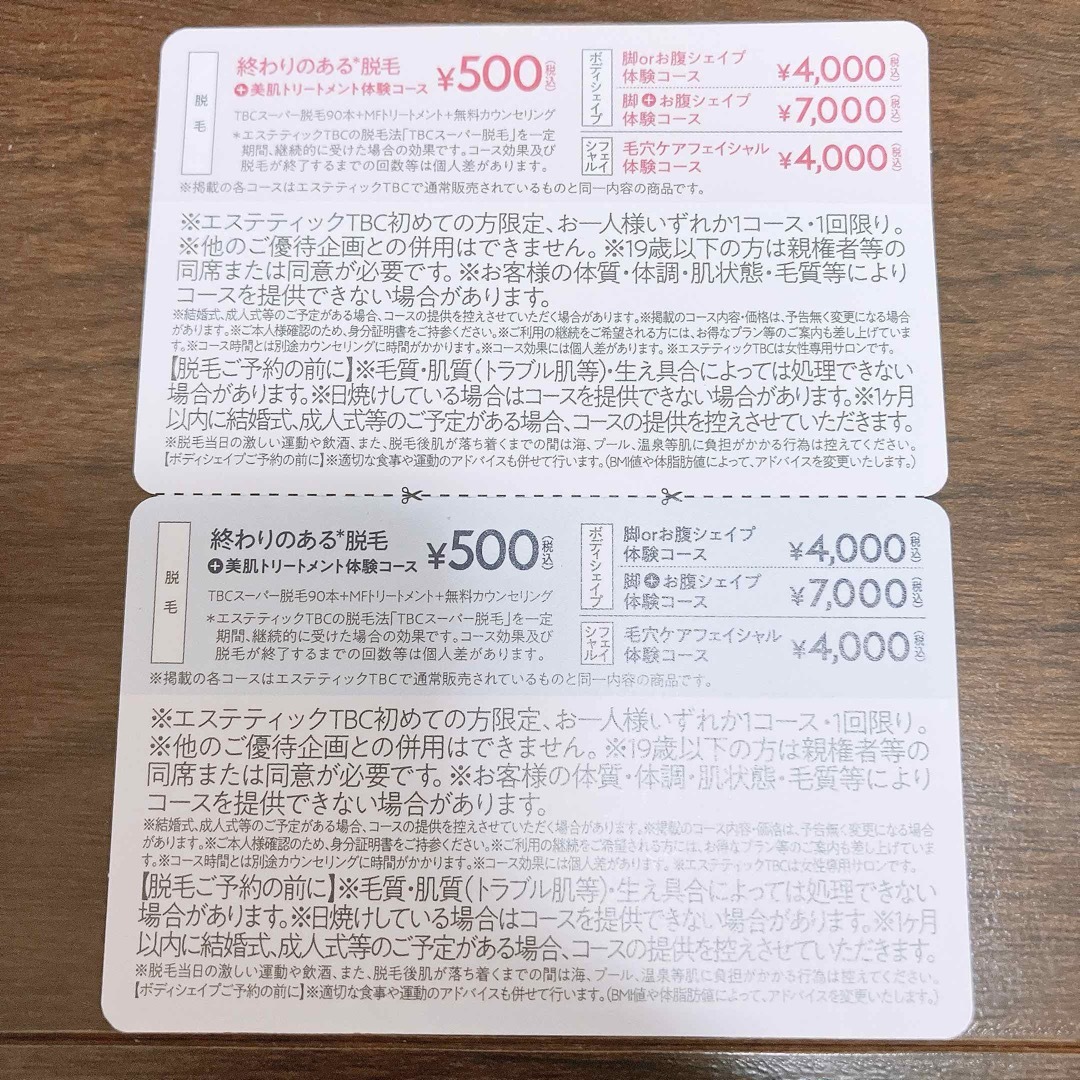 脱毛
終わりのある*脱毛
+美肌トリートメント体験コース ¥500(税込)
TBCスーパー脱毛90本+MFトリートメント+無料カウンセリング
*エステティックTBCの脱毛法「TBCスーパー脱毛」を一定
期間、継続的に受けた場合の効果です。コース効果及び
脱毛が終了するまでの回数等は個人差があります。
ボディシェイプ
脚orお腹シェイプ
体験コース ¥4,000(税込)
脚+お腹シェイプ
体験コース ¥7,000(税込)
フェイシャル
毛穴ケアフェイシャル
体験コース ¥4,000(税込)
※掲載の各コースはエステティックTBCで通常販売されているものと同一内容の商品です。
※エステティックTBC初めての方限定、お一人様いずれか1コース・1回限り。
※他のご優待企画との併用はできません。※19歳以下の方は親権者等の
同席または同意が必要です。※お客様の体質・体調・肌状態・毛質等により
コースを提供できない場合があります。
※結婚式、成人式等のご予定がある場合、コースの提供を控えさせていただく場合があります。※掲載のコース内容・価格は、予告無く変更になる場合
があります。※ご本人様確認のため、身分証明書をご持参ください。※ご利用の継続をご希望される方には、お得なプラン等のご案内も差し上げていま
す。※コース時間とは別途カウンセリングに時間がかかります。※コース効果には個人差があります。※エステティックTBCは女性専用サロンです。
【脱毛ご予約の前に】※毛質・肌質(トラブル肌等)・生え具合によっては処理できない
場合があります。※日焼けしている場合はコースを提供できない場合があります。※1ヶ月
以内に結婚式、成人式等のご予定がある場合、コースの提供を控えさせていただきます。
※脱毛当日の激しい運動や飲酒、また、脱毛後肌が落ち着くまでの間は海、プール、温泉等肌に負担がかかる行為は控えてください。
【ボディシェイプご予約の前に】※適切な食事や運動のアドバイスも併せて行います。(BMI値や体脂肪値によって、アドバイスを変更いたします。)
脱毛
終わりのある*脱毛
+美肌トリートメント体験コース ¥500(税込)
TBCスーパー脱毛90本+MFトリートメント+無料カウンセリング
*エステティックTBCの脱毛法「TBCスーパー脱毛」を一定
期間、継続的に受けた場合の効果です。コース効果及び
脱毛が終了するまでの回数等は個人差があります。
ボディシェイプ
脚orお腹シェイプ
体験コース ¥4,000(税込)
脚+お腹シェイプ
体験コース ¥7,000(税込)
フェイシャル
毛穴ケアフェイシャル
体験コース ¥4,000(税込)
※掲載の各コースはエステティックTBCで通常販売されているものと同一内容の商品です。
※エステティックTBC初めての方限定、お一人様いずれか1コース・1回限り。
※他のご優待企画との併用はできません。※19歳以下の方は親権者等の
同席または同意が必要です。※お客様の体質・体調・肌状態・毛質等により
コースを提供できない場合があります。
※結婚式、成人式等のご予定がある場合、コースの提供を控えさせていただく場合があります。※掲載のコース内容・価格は、予告無く変更になる場合
があります。※ご本人様確認のため、身分証明書をご持参ください。※ご利用の継続をご希望される方には、お得なプラン等のご案内も差し上げていま
す。※コース時間とは別途カウンセリングに時間がかかります。※コース効果には個人差があります。※エステティックTBCは女性専用サロンです。
【脱毛ご予約の前に】※毛質・肌質(トラブル肌等)・生え具合によっては処理できない
場合があります。※日焼けしている場合はコースを提供できない場合があります。※1ヶ月
以内に結婚式、成人式等のご予定がある場合、コースの提供を控えさせていただきます。
※脱毛当日の激しい運動や飲酒、また、脱毛後肌が落ち着くまでの間は海、プール、温泉等肌に負担がかかる行為は控えてください。
【ボディシェイプご予約の前に】※適切な食事や運動のアドバイスも併せて行います。(BMI値や体脂肪値によって、アドバイスを変更いたします。)